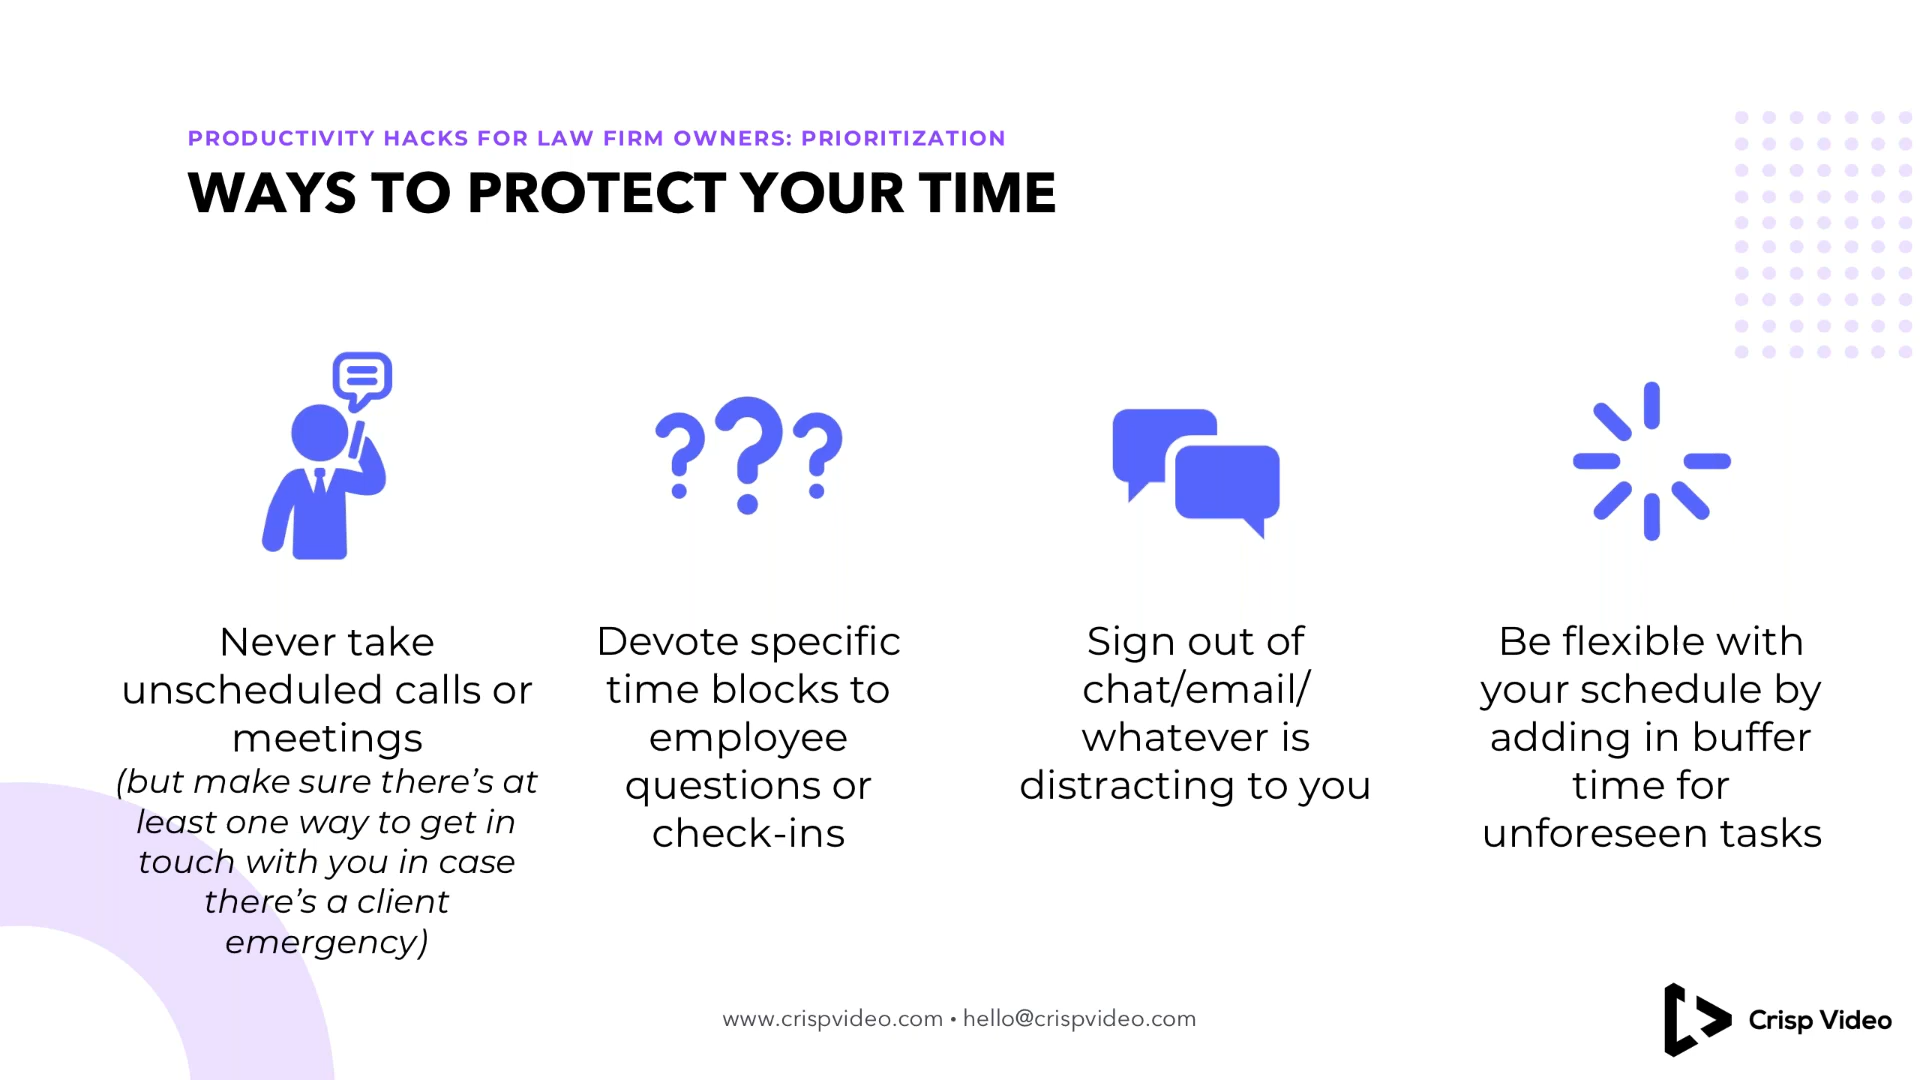 PRODUCTIVITY HACKS FOR LAW FIRM OWNERS: PRIORITIZATION
WAYS TO PROTECT YOUR TIME
???
Never take
unscheduled calls or
meetings
(but make sure there’s at
least one way to get in
touch with you in case
there’s a client
emergency)
Devote specific
time blocks to
employee
questions or
check-ins
Sign out of
chat/email/
whatever is
distracting to you
Be flexible with
your schedule by
adding in buffer
time for
unforeseen tasks
www.crispvideo.com • hello@crispvideo.com
Crisp Video